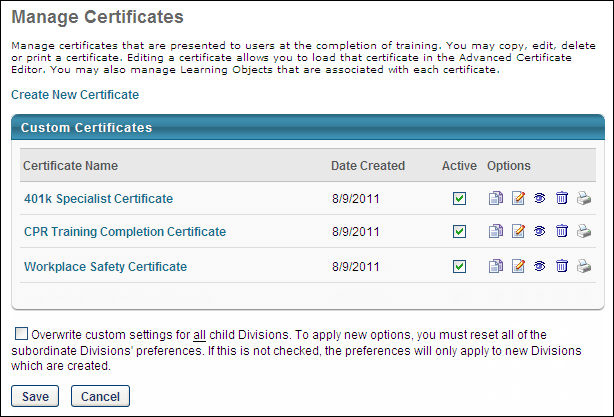 Manage Certificates
Manage certificates that are presented to users at the completion of training. You may copy, edit, delete
or print a certificate. Editing a certificate allows you to load that certificate in the Advanced Certificate
Editor. You may also manage Learning Objects that are associated with each certificate.
Create New Certificate
Custom Certificates
Certificate Name Date Created Active Options
401k Specialist Certificate 8/9/2011
CPR Training Completion Certificate 8/9/2011
Workplace Safety Certificate 8/9/2011
Overwrite custom settings for all child Divisions. To apply new options, you must reset all of the
subordinate Divisions' preferences. If this is not checked, the preferences will only apply to new Divisions
which are created.
Save Cancel